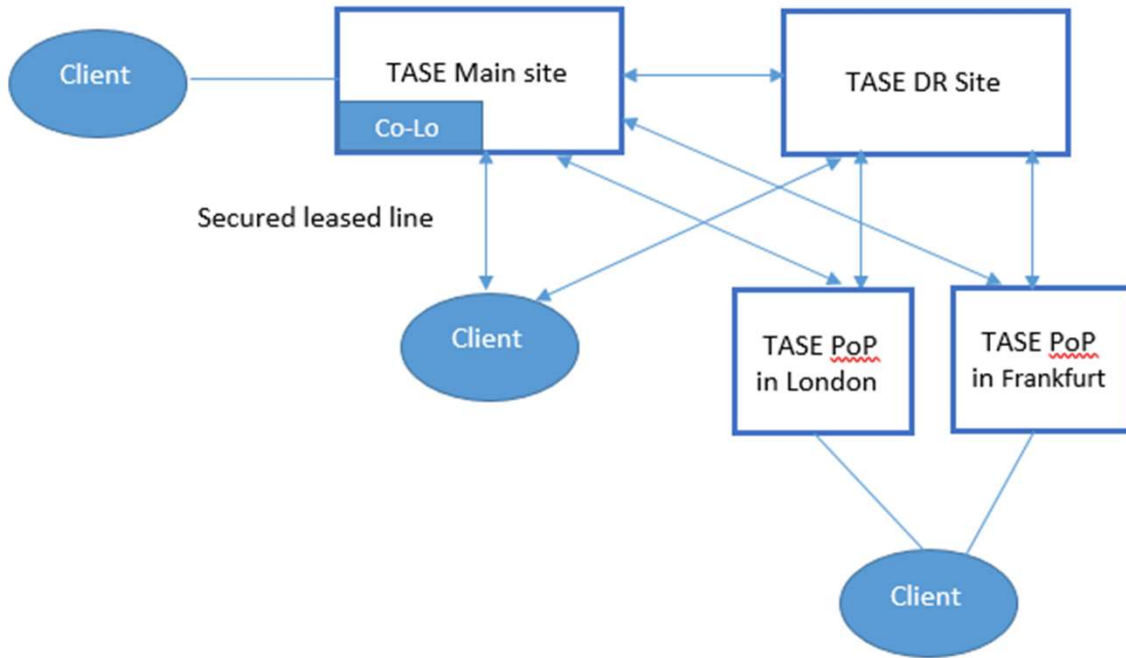 Client
TASE Main site
TASE DR Site
Co-Lo
Secured leased line
Client
TASE PoP
in London
TASE PoP
in Frankfurt
Client